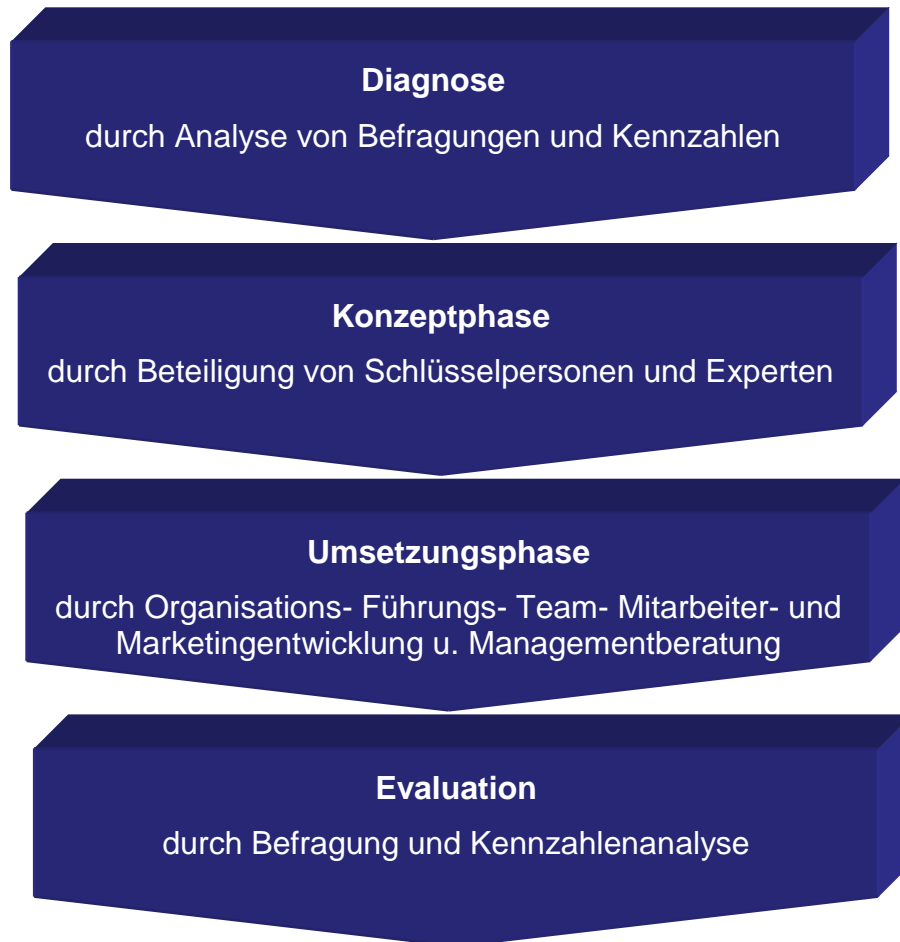 Diagnose
durch Analyse von Befragungen und Kennzahlen
Konzeptphase
durch Beteiligung von Schlüsselpersonen und Experten
Umsetzungsphase
durch Organisations- Führungs- Team- Mitarbeiter- und
Marketingentwicklung u. Managementberatung
Evaluation
durch Befragung und Kennzahlenanalyse